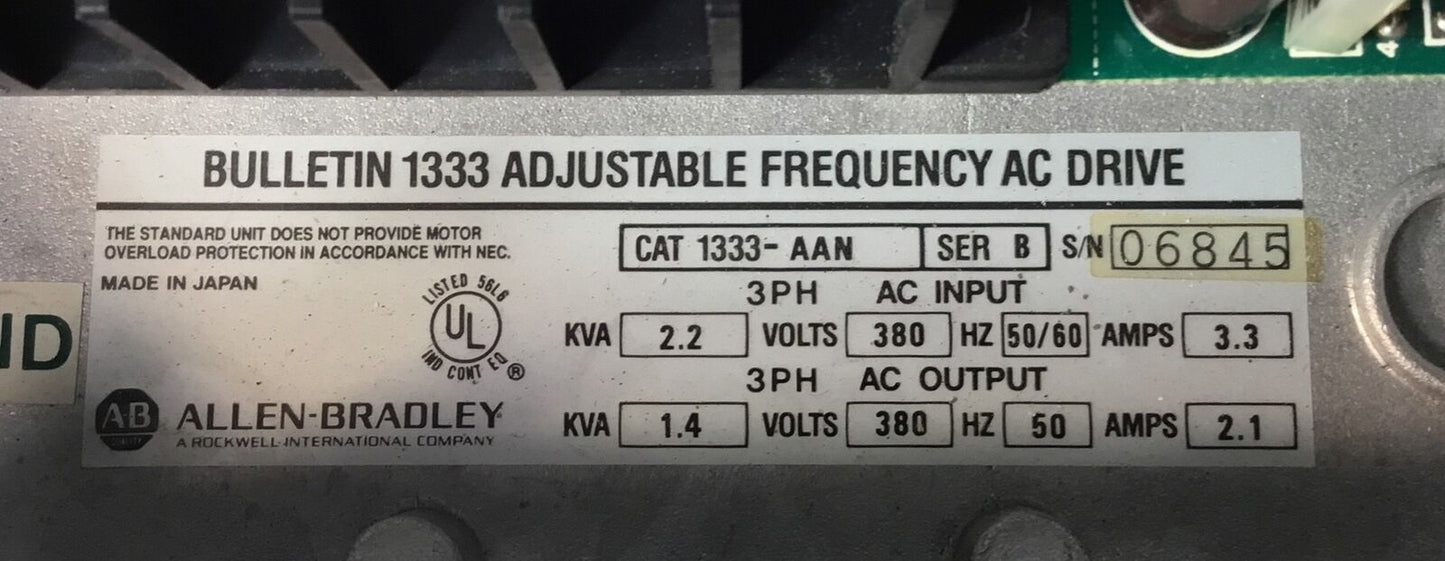 BULLETIN 1333 ADJUSTABLE FREQUENCY AC DRIVE
THE STANDARD UNIT DOES NOT PROVIDE MOTOR
OVERLOAD PROTECTION IN ACCORDANCE WITH NEC.
MADE IN JAPAN
CAT 1333-AAN SER B S/N 06845
3PH AC INPUT
KVA 2.2 VOLTS 380 HZ 50/60 AMPS 3.3
3PH AC OUTPUT
KVA 1.4 VOLTS 380 HZ 50 AMPS 2.1
LISTED 56L6
UL
IND CONT EQ ®
A-B
QUALITY
ALLEN-BRADLEY
A ROCKWELL INTERNATIONAL COMPANY
ND
4